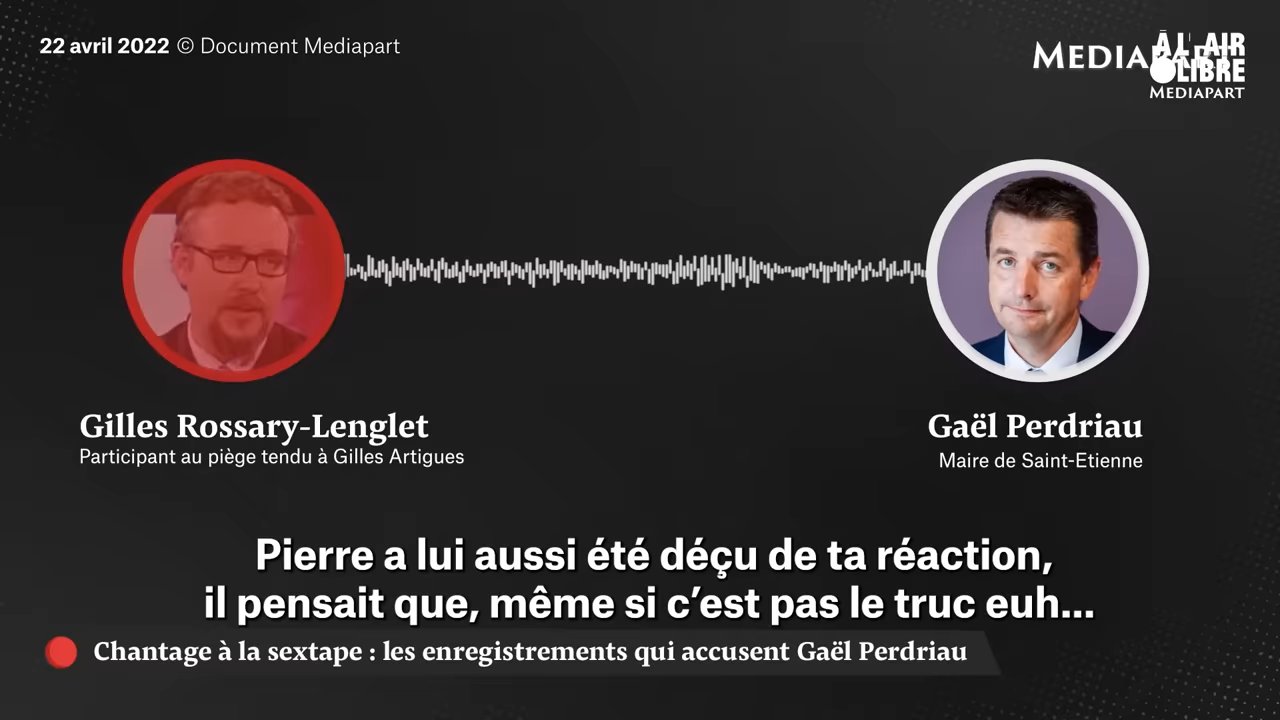 22 avril 2022 © Document Mediapart
À L'AIR
LIBRE
MEDIAPART
Gilles Rossary-Lenglet
Participant au piège tendu à Gilles Artigues
Gaël Perdriau
Maire de Saint-Etienne
Pierre a lui aussi été déçu de ta réaction,
il pensait que, même si c’est pas le truc euh...
Chantage à la sextape : les enregistrements qui accusent Gaël Perdriau